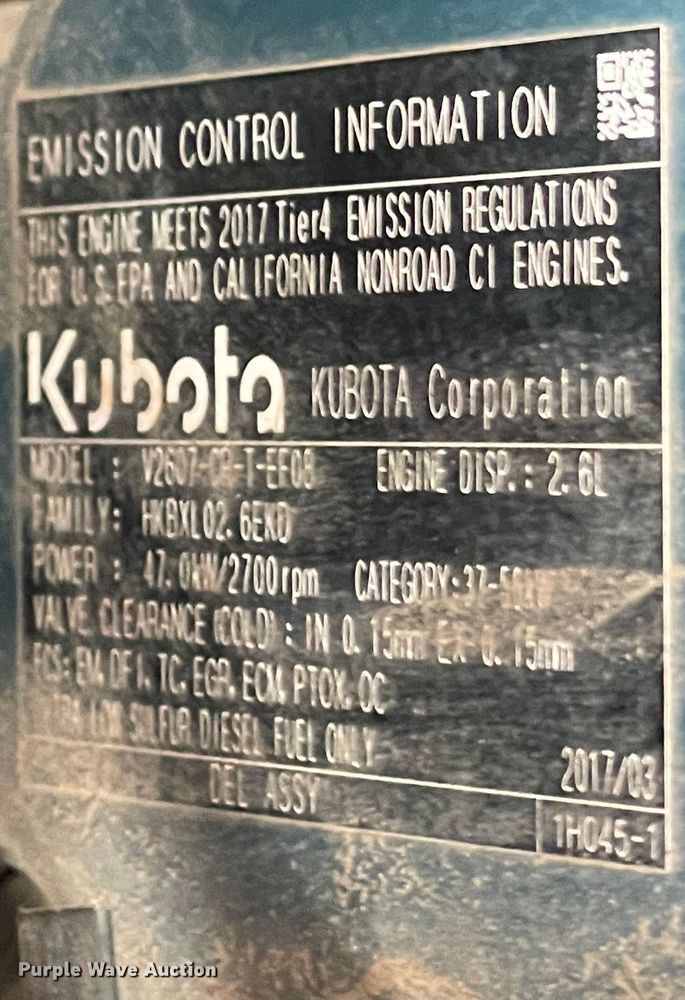 EMISSION CONTROL INFORMATION
THIS ENGINE MEETS 2017 Tier4 EMISSION REGULATIONS
FOR U.S.EPA AND CALIFORNIA NONROAD CI ENGINES.
Kubota KUBOTA Corporation
MODEL : V2607-CR-T-EF08 ENGINE DISP.: 2.6L
FAMILY: HKBXL02.6EKD
POWER : 47.0kW/2700rpm CATEGORY:
VALVE CLEARANCE (COLD) : IN 0.15mm EX 0.15mm
ECS: EM, DFI, TC, EGR, ECM, PTOX, OC
ULTRA LOW SULFUR DIESEL FUEL ONLY
2017/03
DEL ASSY
1H045-1
Purple Wave Auction